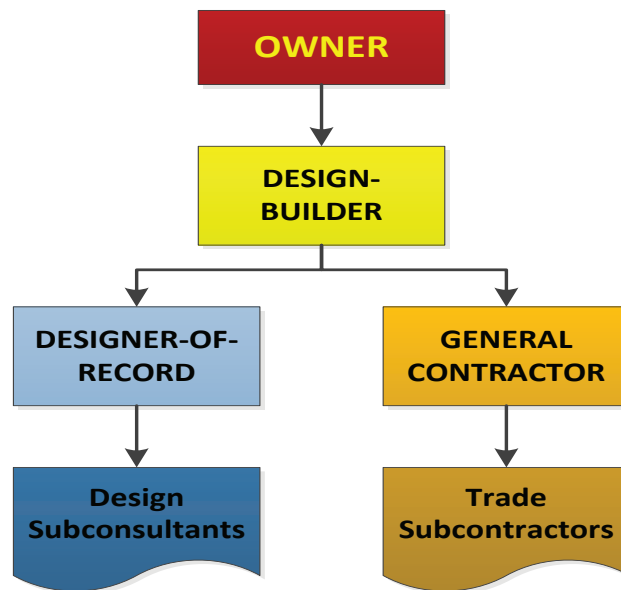 OWNER
DESIGN-
BUILDER
DESIGNER-OF-
RECORD
GENERAL
CONTRACTOR
Design
Subconsultants
Trade
Subcontractors